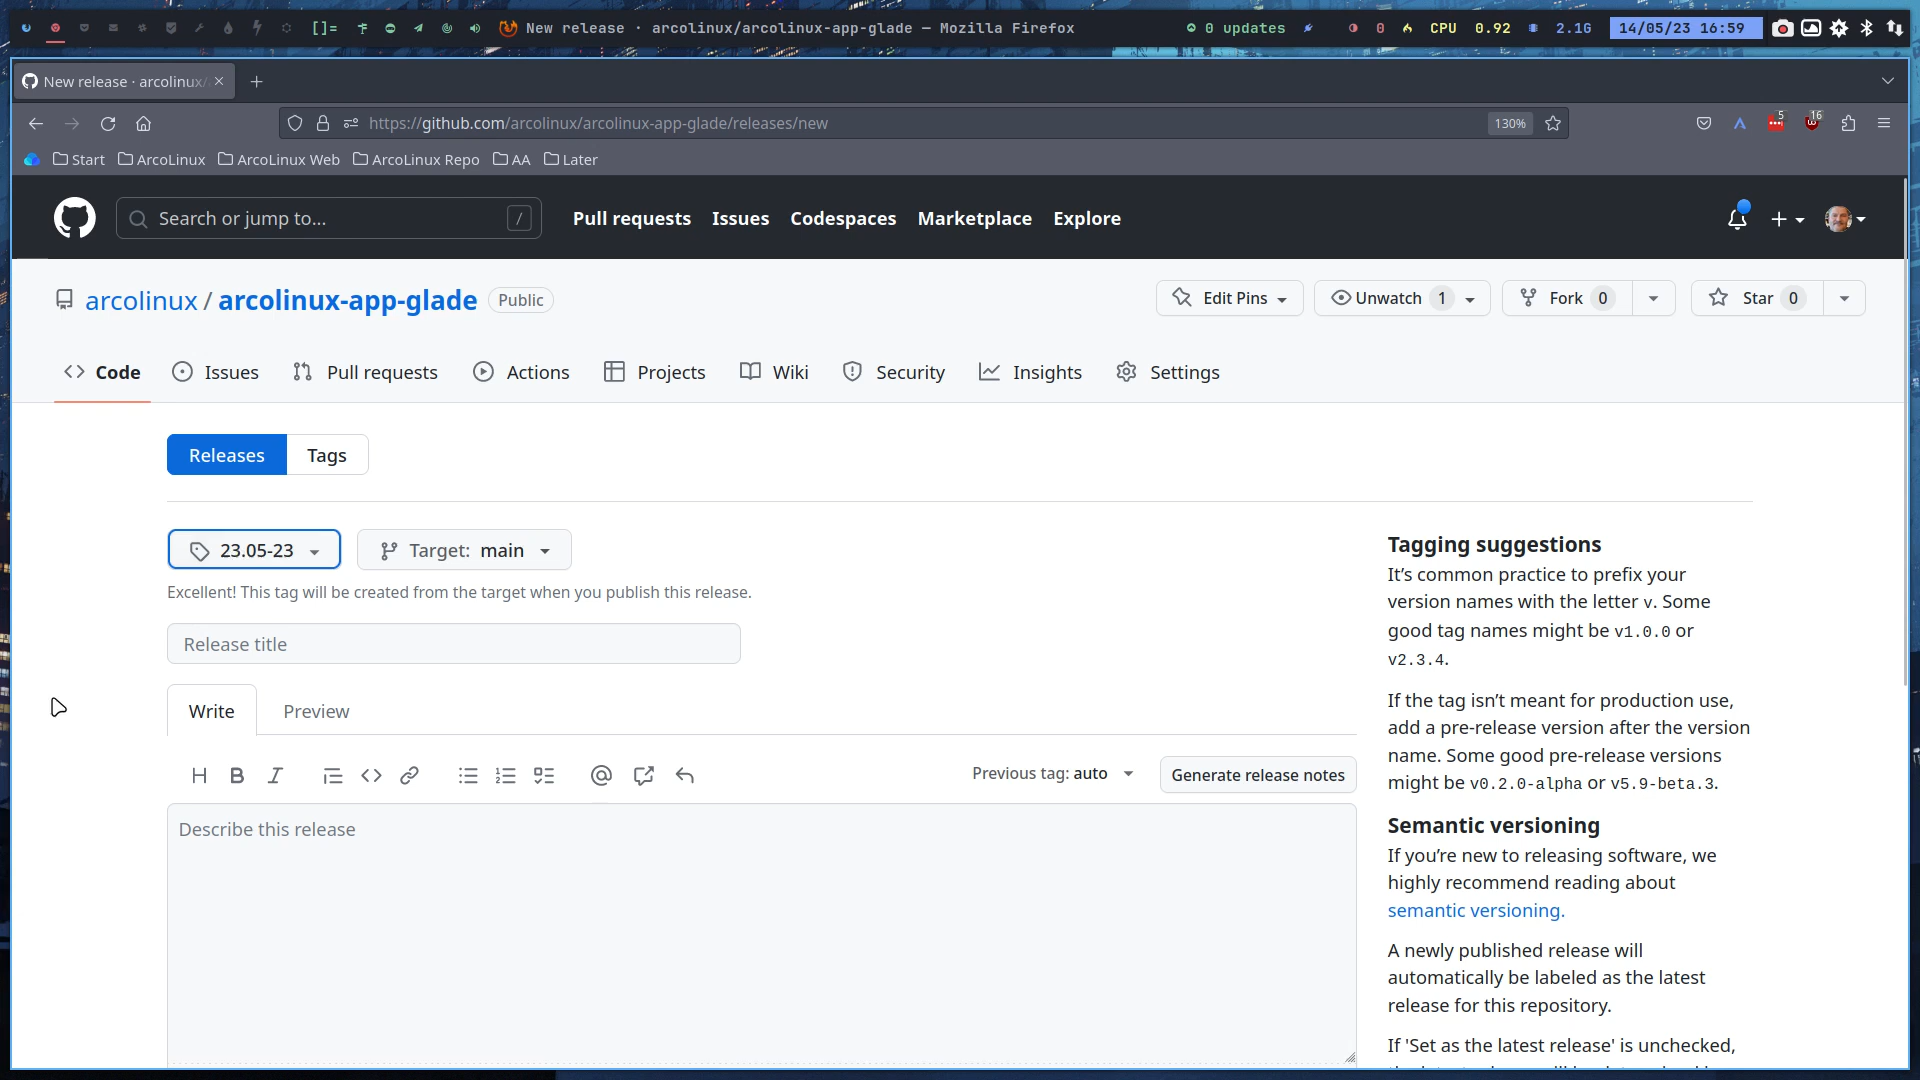 []= New release · arcolinux/arcolinux-app-glade — Mozilla Firefox 0 updates 0 CPU 0.92 2.1G 14/05/23 16:59
New release · arcolinux/
https://github.com/arcolinux/arcolinux-app-glade/releases/new 130% 5 16
Start ArcoLinux ArcoLinux Web ArcoLinux Repo AA Later
Search or jump to... / Pull requests Issues Codespaces Marketplace Explore
arcolinux / arcolinux-app-glade Public Edit Pins Unwatch 1 Fork 0 Star 0
Code Issues Pull requests Actions Projects Wiki Security Insights Settings
Releases Tags
23.05-23 Target: main
Excellent! This tag will be created from the target when you publish this release.
Release title
Write Preview
H B I Previous tag: auto Generate release notes
Describe this release
Tagging suggestions
It’s common practice to prefix your
version names with the letter v. Some
good tag names might be v1.0.0 or
v2.3.4.
If the tag isn’t meant for production use,
add a pre-release version after the version
name. Some good pre-release versions
might be v0.2.0-alpha or v5.9-beta.3.
Semantic versioning
If you’re new to releasing software, we
highly recommend reading about
semantic versioning.
A newly published release will
automatically be labeled as the latest
release for this repository.
If 'Set as the latest release' is unchecked,